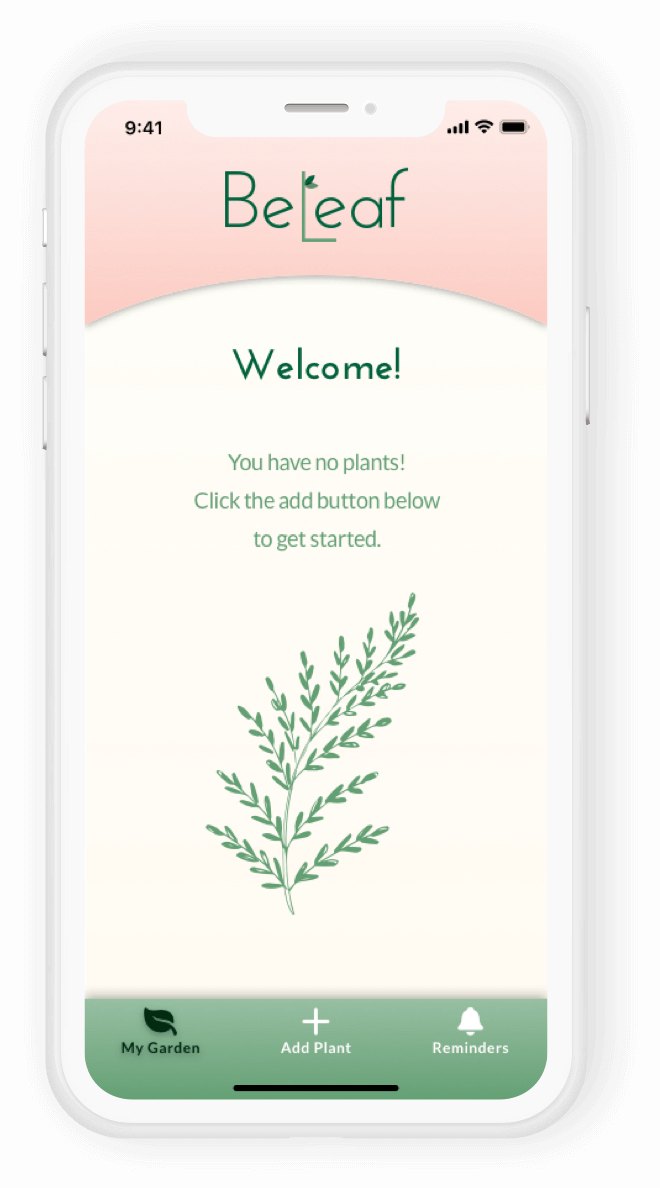 9:41
BeLeaf
Welcome!
You have no plants!
Click the add button below
to get started.
My Garden
Add Plant
Reminders